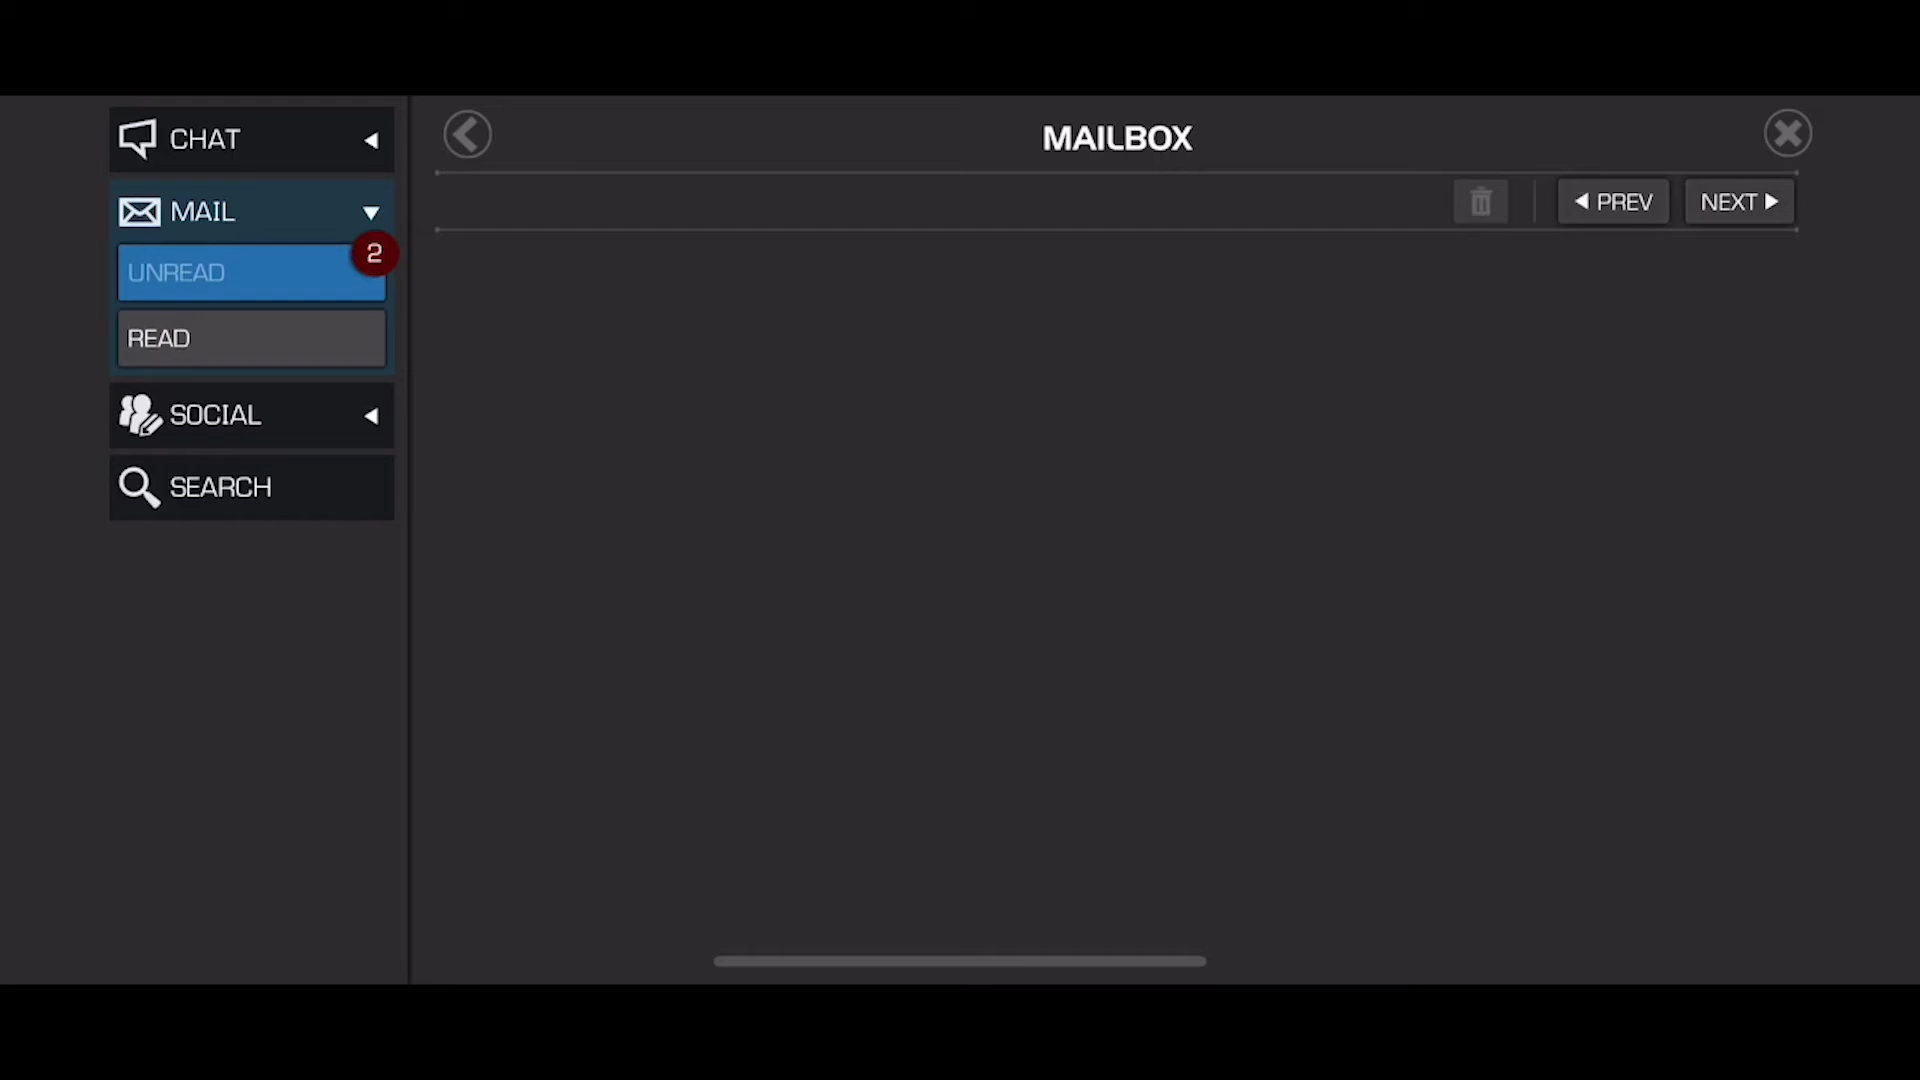 CHAT
MAIL
2
UNREAD
READ
SOCIAL
SEARCH
MAILBOX
PREV
NEXT